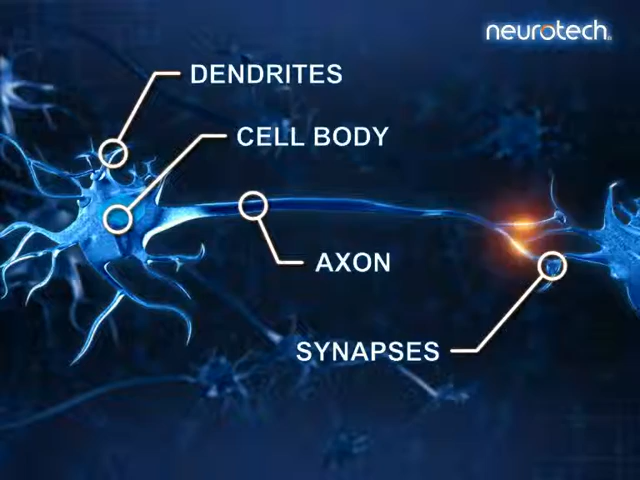 neurotech
DENDRITES
CELL BODY
AXON
SYNAPSES